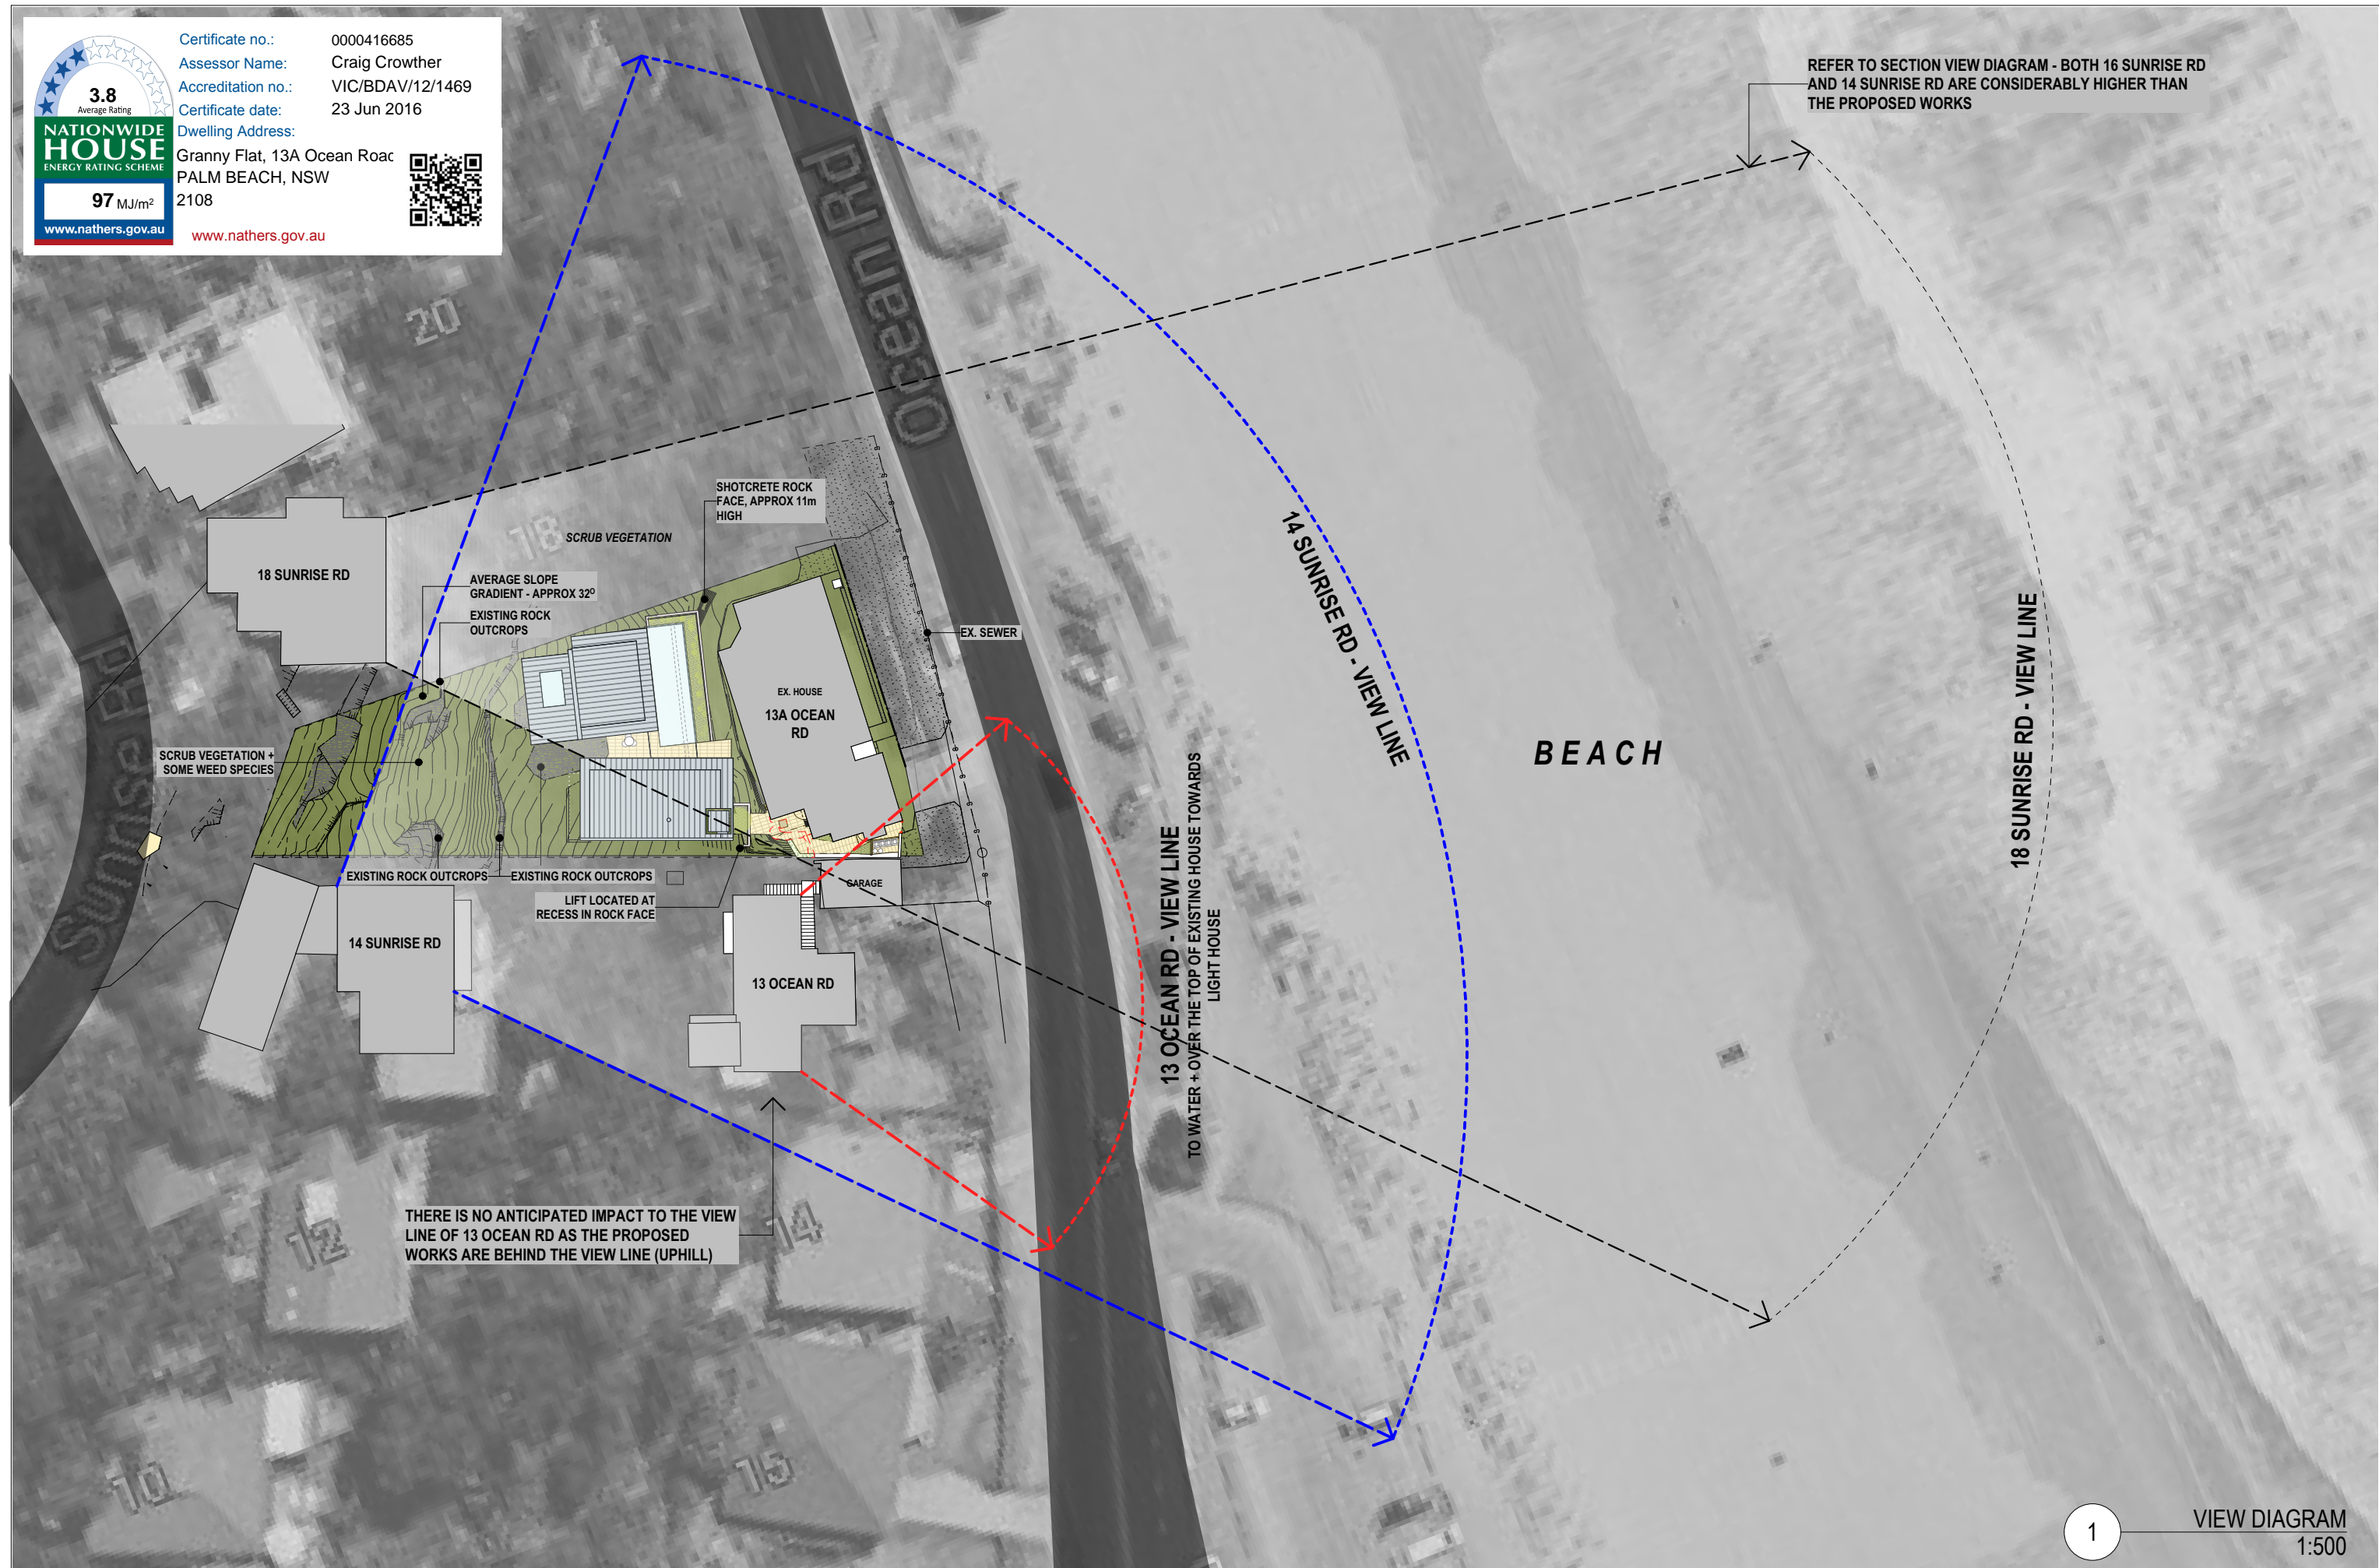 Certificate no.: 0000416685
Assessor Name: Craig Crowther
Accreditation no.: VIC/BDAV/12/1469
Certificate date: 23 Jun 2016
Dwelling Address:
Granny Flat, 13A Ocean Road
PALM BEACH, NSW
2108
www.nathers.gov.au
3.8
Average Rating
NATIONWIDE
HOUSE
ENERGY RATING SCHEME
97 MJ/m²
www.nathers.gov.au
REFER TO SECTION VIEW DIAGRAM - BOTH 16 SUNRISE RD
AND 14 SUNRISE RD ARE CONSIDERABLY HIGHER THAN
THE PROPOSED WORKS
Ocean Rd
20
18
SHOTCRETE ROCK
FACE, APPROX 11m
HIGH
SCRUB VEGETATION
18 SUNRISE RD
AVERAGE SLOPE
GRADIENT - APPROX 32º
EXISTING ROCK
OUTCROPS
EX. SEWER
EX. HOUSE
13A OCEAN
RD
SCRUB VEGETATION +
SOME WEED SPECIES
Sunrise Rd
EXISTING ROCK OUTCROPS
EXISTING ROCK OUTCROPS
LIFT LOCATED AT
RECESS IN ROCK FACE
GARAGE
14 SUNRISE RD
13 OCEAN RD
13 OCEAN RD - VIEW LINE
TO WATER + OVER THE TOP OF EXISTING HOUSE TOWARDS
LIGHT HOUSE
14 SUNRISE RD - VIEW LINE
BEACH
18 SUNRISE RD - VIEW LINE
THERE IS NO ANTICIPATED IMPACT TO THE VIEW
LINE OF 13 OCEAN RD AS THE PROPOSED
WORKS ARE BEHIND THE VIEW LINE (UPHILL)
12
14
10
15
1
VIEW DIAGRAM
1:500